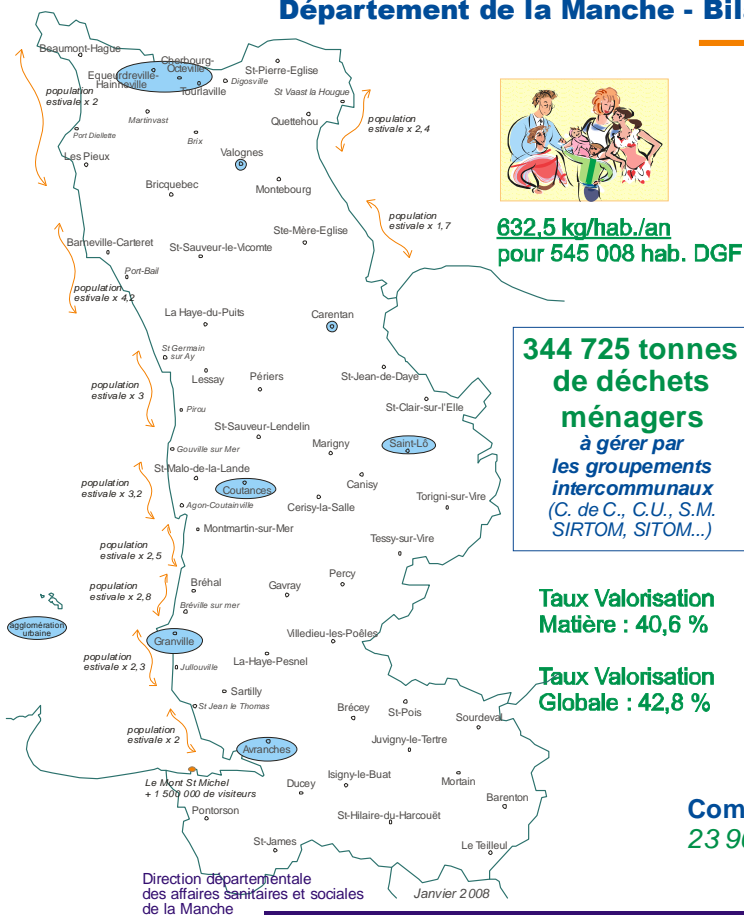 Département de la Manche - Bil
Beaumont-Hague
Cherbourg-
Octeville
Equeurdreville-
Hainneville
Tourlaville
Digosville
St-Pierre-Eglise
St Vaast la Hougue
population
estivale x 2
Martinvast
Quettehou
population
estivale x 2,4
Port Diellette
Brix
Les Pieux
Valognes
Bricquebec
Montebourg
632,5 kg/hab./an
pour 545 008 hab. DGF
population
estivale x 1,7
Ste-Mère-Eglise
Barneville-Carteret
St-Sauveur-le-Vicomte
Port-Bail
population
estivale x 4,2
La Haye-du-Puits
Carentan
344 725 tonnes
de déchets
ménagers
à gérer par
les groupements
intercommunaux
(C. de C., C.U., S.M.
SIRTOM, SITOM...)
St Germain
sur Ay
Lessay
Périers
St-Jean-de-Daye
population
estivale x 3
Pirou
St-Clair-sur-l'Elle
St-Sauveur-Lendelin
Gouville sur Mer
Marigny
Saint-Lô
St-Malo-de-la-Lande
population
estivale x 3,2
Coutances
Canisy
Agon-Coutainville
Cerisy-la-Salle
Torigni-sur-Vire
Montmartin-sur-Mer
population
estivale x 2,5
Tessy-sur-Vire
Percy
population
estivale x 2,8
Bréhal
Gavray
Bréville sur mer
Taux Valorisation
Matière : 40,6 %
agglomération
urbaine
Granville
Villedieu-les-Poêles
population
estivale x 2,3
Jullouville
La-Haye-Pesnel
Taux Valorisation
Globale : 42,8 %
Sartilly
St Jean le Thomas
Brécey
St-Pois
Sourdeval
population
estivale x 2
Avranches
Juvigny-le-Tertre
Le Mont St Michel
+ 1 500 000 de visiteurs
Ducey
Isigny-le-Buat
Mortain
Barenton
Pontorson
St-Hilaire-du-Harcouët
Com
23 9
St-James
Le Teilleul
Direction départementale
des affaires sanitaires et sociales
de la Manche
Janvier 2008